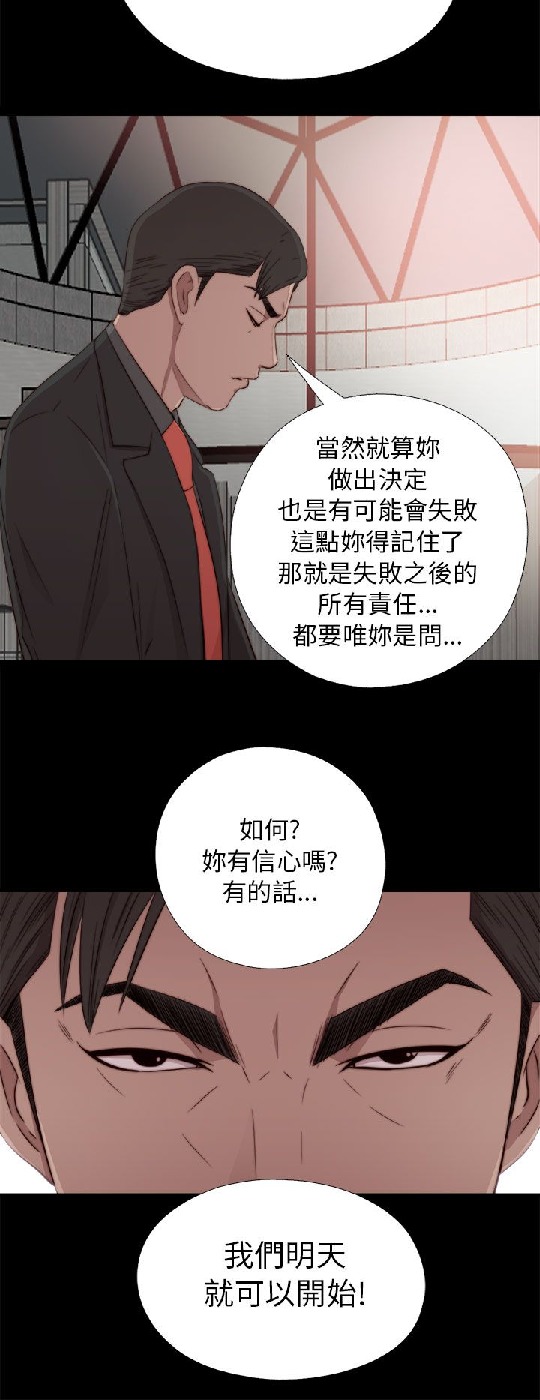 當然就算妳
做出決定
也是有可能會失敗
這點妳得記住了
那就是失敗之後的
所有責任...
都要唯妳是問...
如何?
妳有信心嗎?
有的話...
我們明天
就可以開始!